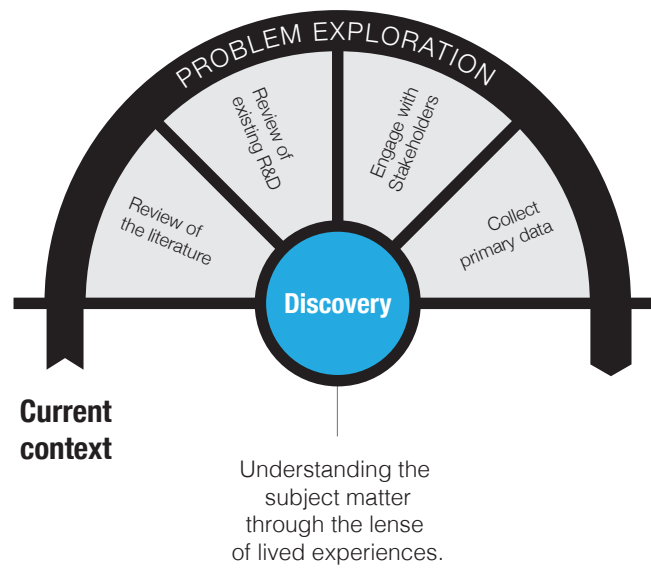 PROBLEM EXPLORATION
Review of
the literature
Review of
existing R&D
Engage with
Stakeholders
Collect
primary data
Discovery
Current
context
Understanding the
subject matter
through the lense
of lived experiences.